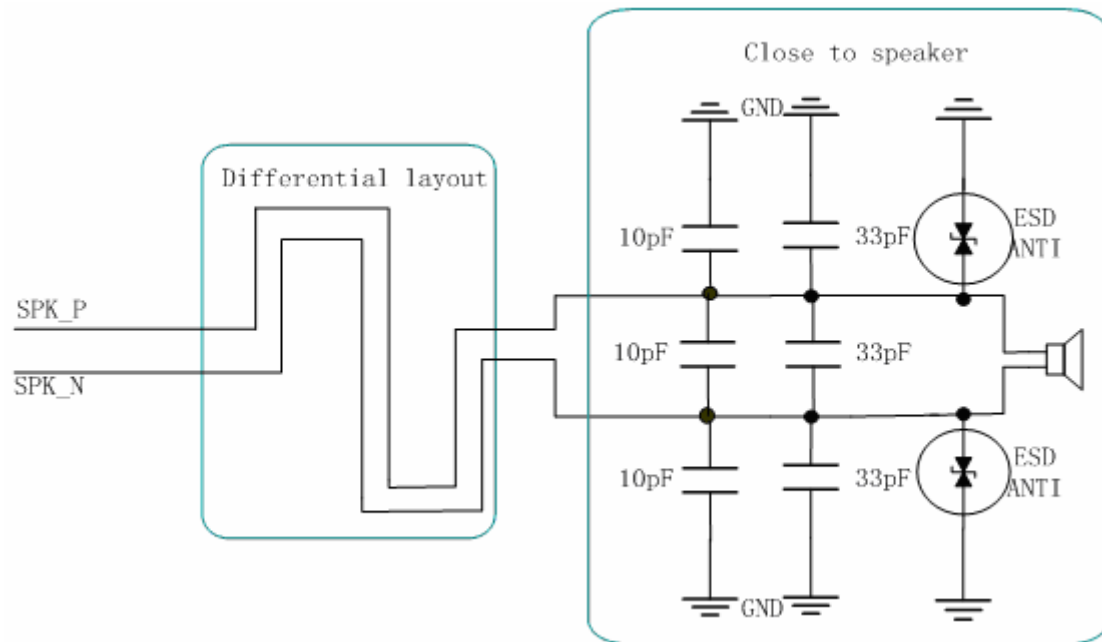 Close to speaker
GND
Differential layout
10pF
33pF
ESD
ANTI
SPK_P
10pF
33pF
SPK_N
10pF
33pF
ESD
ANTI
GND